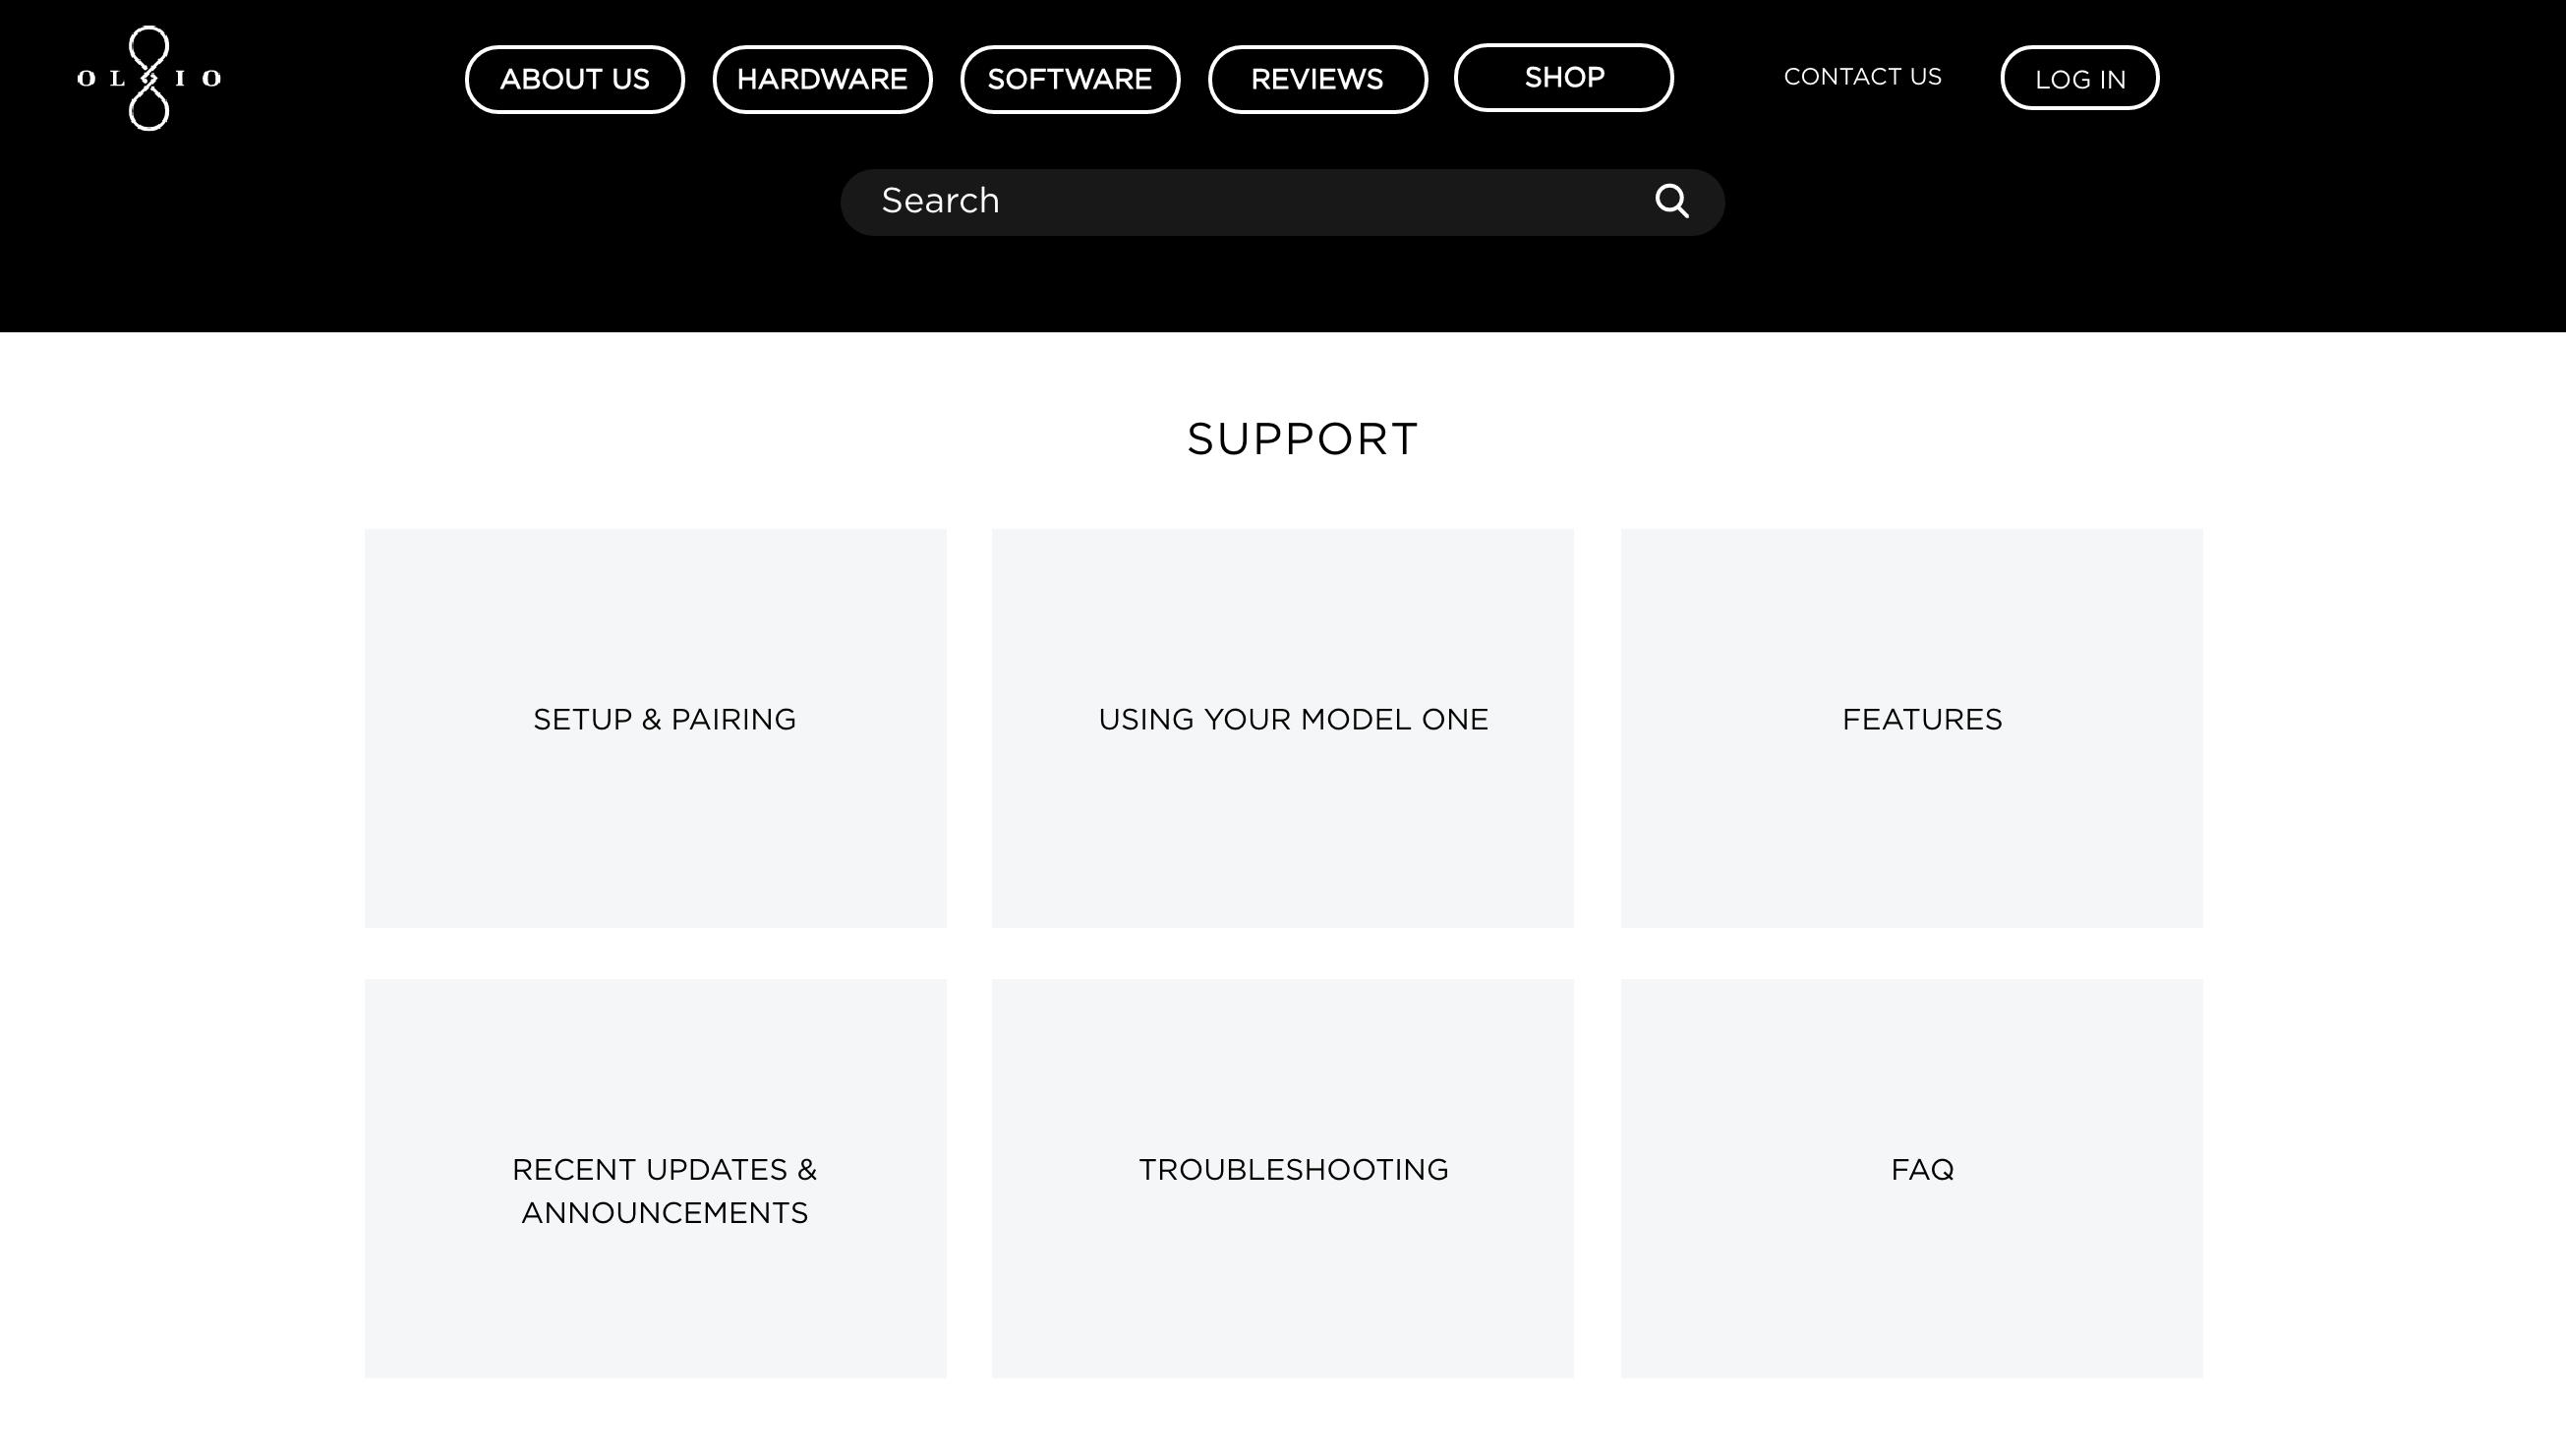 OLIO
ABOUT US
HARDWARE
SOFTWARE
REVIEWS
SHOP
CONTACT US
LOG IN
Search
SUPPORT
SETUP & PAIRING
USING YOUR MODEL ONE
FEATURES
RECENT UPDATES &
ANNOUNCEMENTS
TROUBLESHOOTING
FAQ